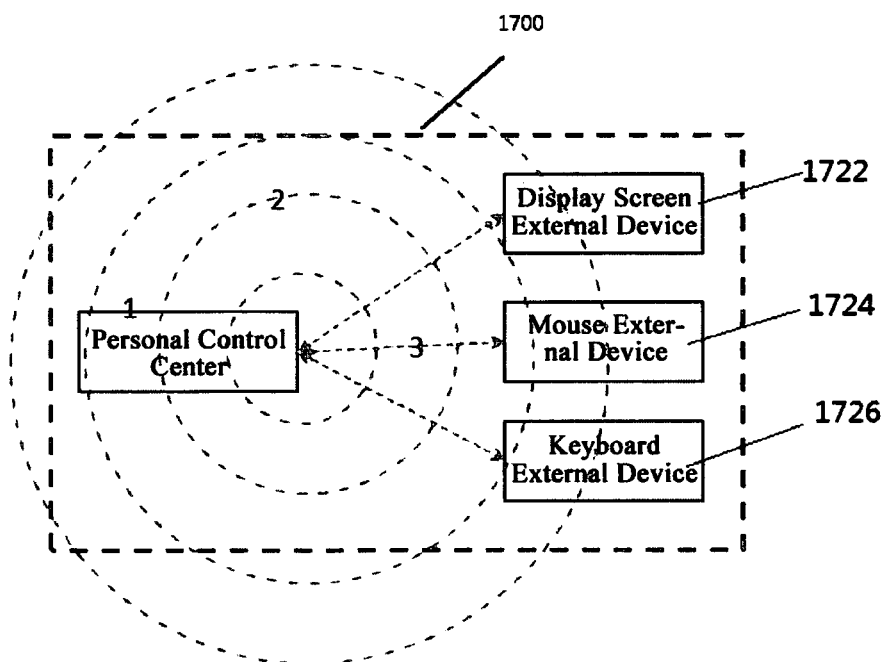 1700
1722
Display Screen
External Device
2
1
Personal Control
Center
3
1724
Mouse Exter-
nal Device
1726
Keyboard
External Device